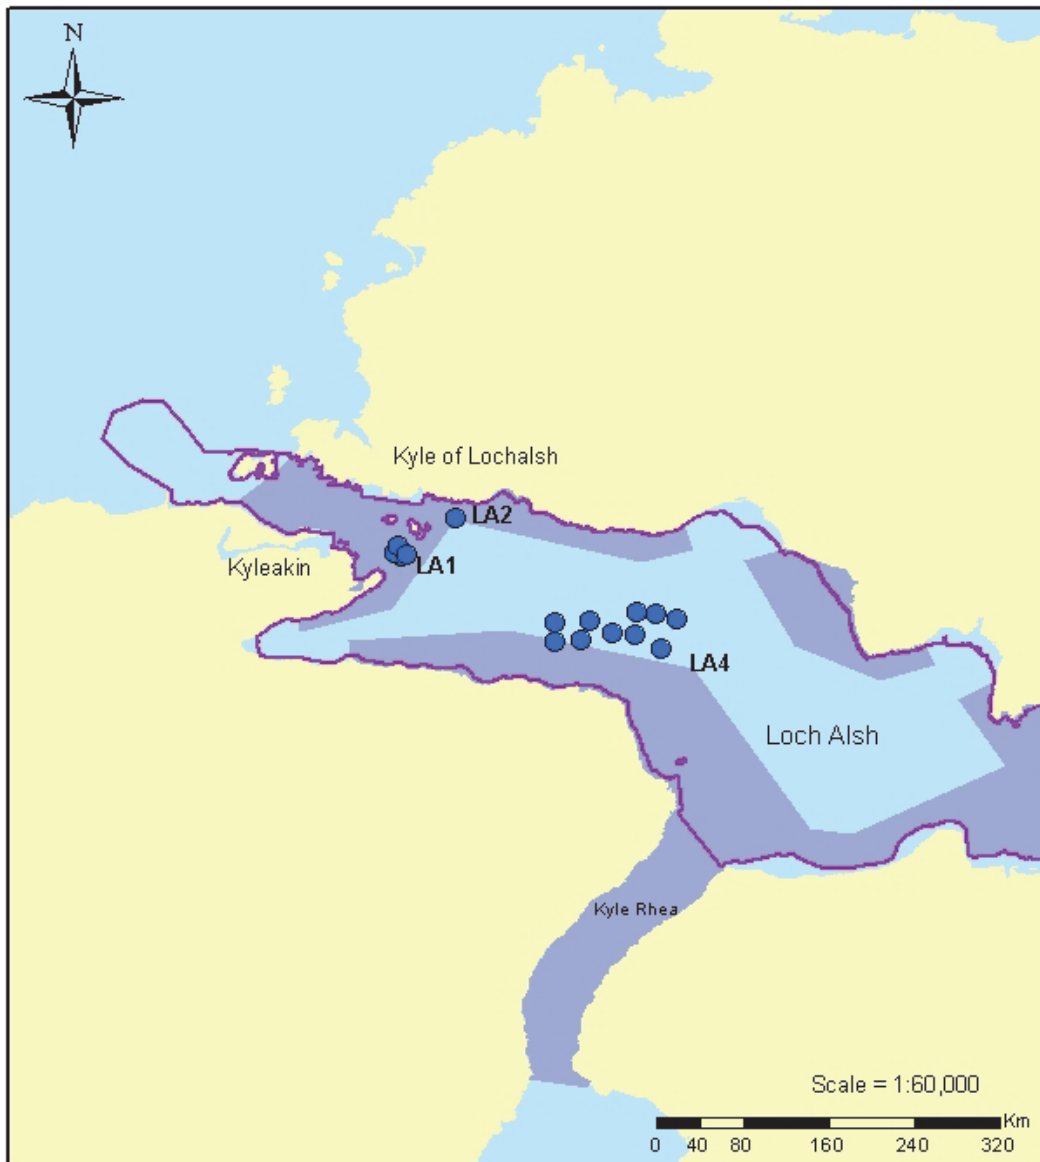 N
Kyle of Lochalsh
LA2
Kyleakin
LA1
LA4
Loch Alsh
Kyle Rhea
Scale = 1:60,000
Km
0 40 80 160 240 320